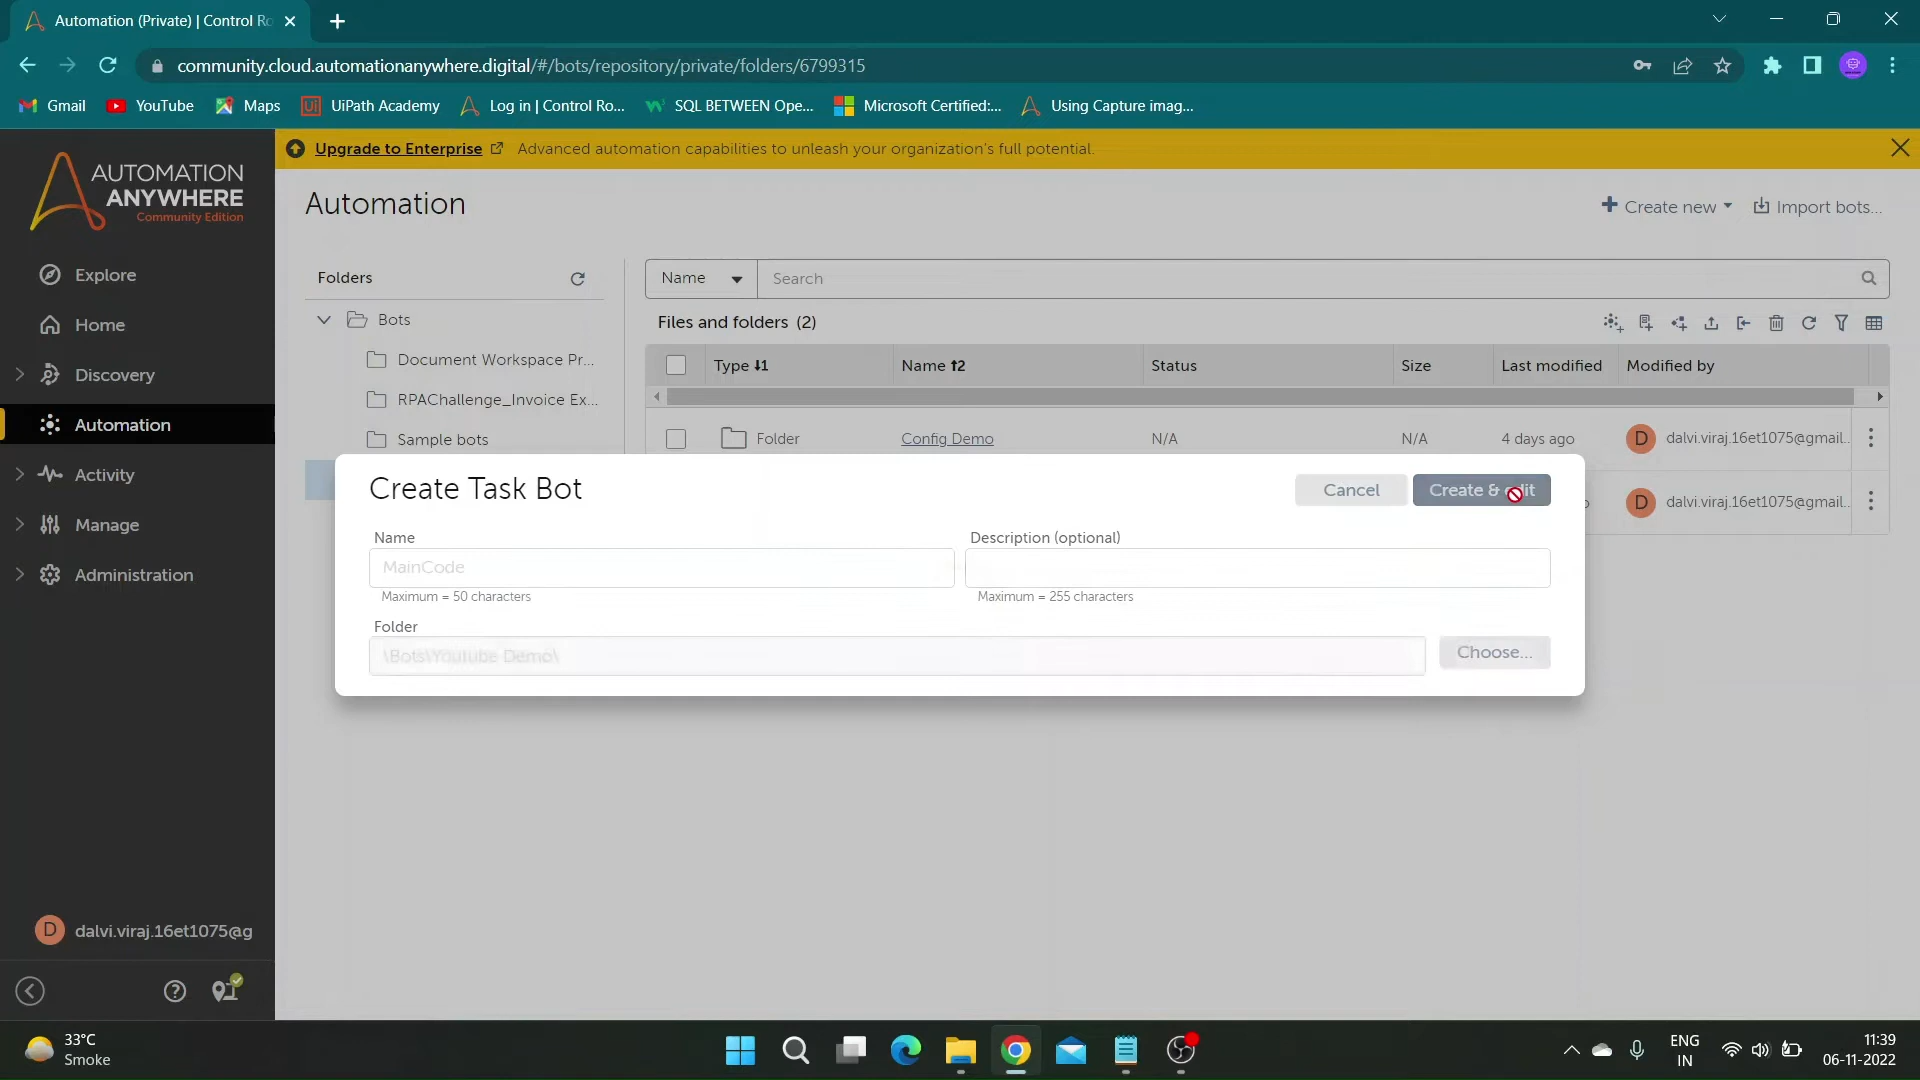 Automation (Private) | Control Ro
community.cloud.automationanywhere.digital/#/bots/repository/private/folders/6799315
Gmail YouTube Maps UiPath Academy Log in | Control Ro... SQL BETWEEN Ope... Microsoft Certified:... Using Capture imag...
AUTOMATION
ANYWHERE
Community Edition
Upgrade to Enterprise Advanced automation capabilities to unleash your organization's full potential.
Automation
Create new Import bots...
Explore
Home
Discovery
Automation
Activity
Manage
Administration
Folders
Bots
Document Workspace Pr...
RPAChallenge_Invoice Ex...
Sample bots
Name Search
Files and folders (2)
Type Name Status Size Last modified Modified by
Folder Config Demo N/A N/A 4 days ago D dalvi.viraj.16et1075@gmail..
D dalvi.viraj.16et1075@gmail..
Create Task Bot
Cancel Create & edit
Name Description (optional)
MainCode
Maximum = 50 characters Maximum = 255 characters
Folder
\Bots\Youtube Demo\ Choose...
D dalvi.viraj.16et1075@g
33°C
Smoke
ENG
IN
11:39
06-11-2022